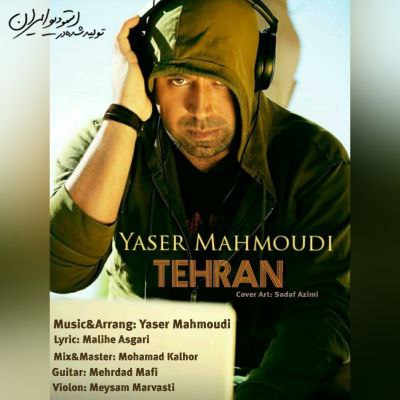 تولید شده در استودیو ایران
YASER MAHMOUDI
TEHRAN
Cover Art: Sadaf Azimi
Music&Arrang: Yaser Mahmoudi
Lyric: Malihe Asgari
Mix&Master: Mohamad Kalhor
Guitar: Mehrdad Mafi
Violon: Meysam Marvasti